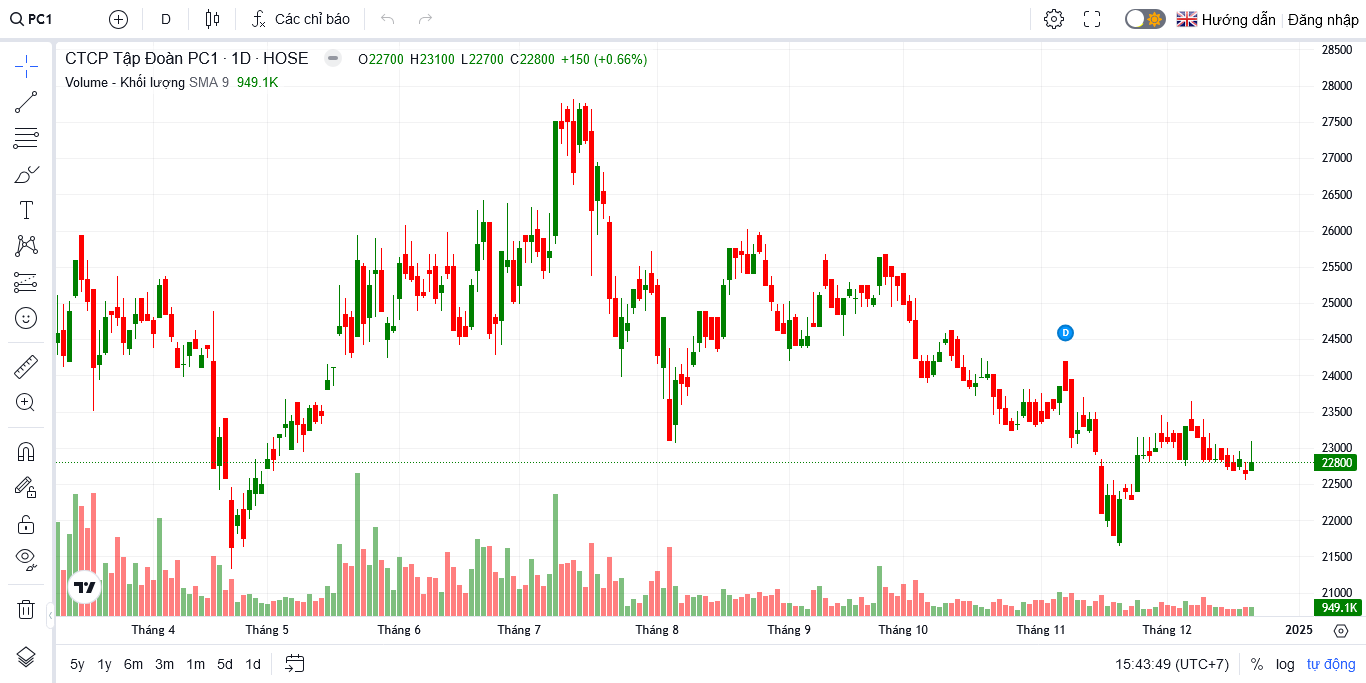 PC1 D Các chỉ báo Hướng dẫn Đăng nhập
CTCP Tập Đoàn PC1 · 1D · HOSE O22700 H23100 L22700 C22800 +150 (+0.66%)
Volume - Khối lượng SMA 9 949.1K
28500
28000
27500
27000
26500
26000
25500
25000
D
24500
24000
23500
23000
22800
22500
22000
21500
21000
949.1K
Tháng 4 Tháng 5 Tháng 6 Tháng 7 Tháng 8 Tháng 9 Tháng 10 Tháng 11 Tháng 12 2025
5y 1y 6m 3m 1m 5d 1d 15:43:49 (UTC+7) % log tự động